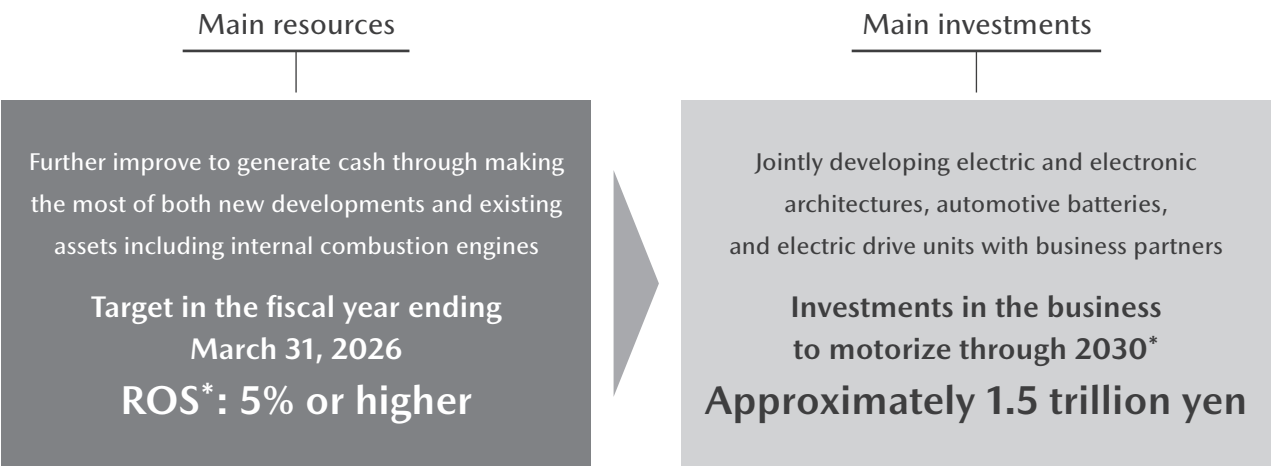 Main resources
Further improve to generate cash through making
the most of both new developments and existing
assets including internal combustion engines
Target in the fiscal year ending
March 31, 2026
ROS*: 5% or higher
Main investments
Jointly developing electric and electronic
architectures, automotive batteries,
and electric drive units with business partners
Investments in the business
to motorize through 2030*
Approximately 1.5 trillion yen